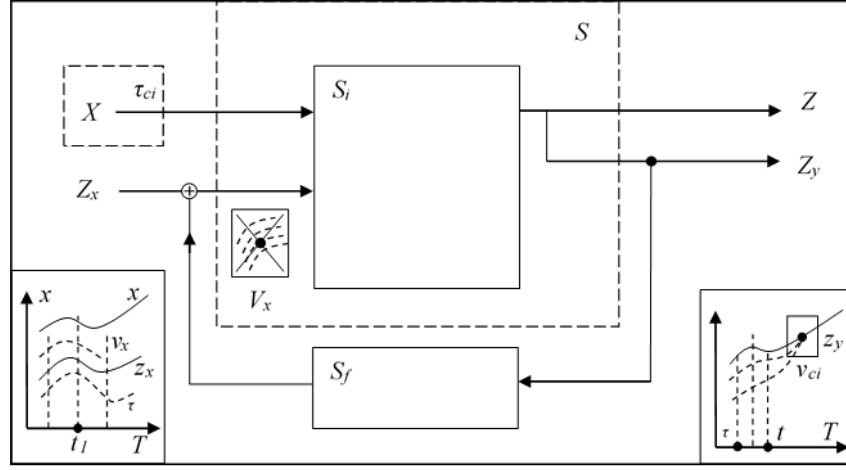 S
τci
X
Si
Z
Zx
Zy
Vx
Sf
x
x
vx
zx
τ
t1
T
zy
vci
τ
t
T